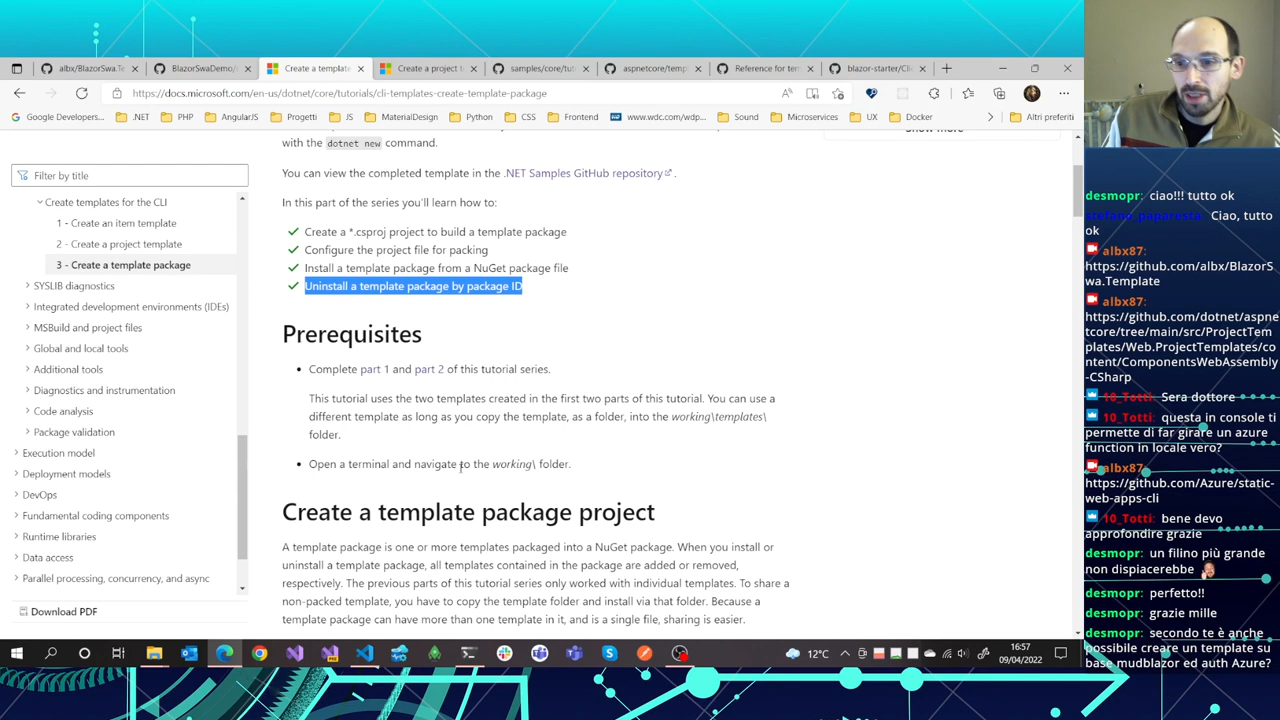 albx/BlazorSwa.Te
BlazorSwaDemo/
Create a template
Create a project te
samples/core/tut
aspnetcore/temp
Reference for tem
blazor-starter/Cli
https://docs.microsoft.com/en-us/dotnet/core/tutorials/cli-templates-create-template-package
Google Developers...
.NET
PHP
AngularJS
Progetti
JS
MaterialDesign
Python
CSS
Frontend
www.wdc.com/wdp...
Sound
Microservices
UX
Docker
Altri preferiti
Filter by title
Create templates for the CLI
1 - Create an item template
2 - Create a project template
3 - Create a template package
SYSLIB diagnostics
Integrated development environments (IDEs)
MSBuild and project files
Global and local tools
Additional tools
Diagnostics and instrumentation
Code analysis
Package validation
Execution model
Deployment models
DevOps
Fundamental coding components
Runtime libraries
Data access
Parallel processing, concurrency, and async
Download PDF
with the dotnet new command.
Show more
You can view the completed template in the .NET Samples GitHub repository .
In this part of the series you'll learn how to:
Create a *.csproj project to build a template package
Configure the project file for packing
Install a template package from a NuGet package file
Uninstall a template package by package ID
Prerequisites
Complete part 1 and part 2 of this tutorial series.
This tutorial uses the two templates created in the first two parts of this tutorial. You can use a
different template as long as you copy the template, as a folder, into the working\templates\
folder.
Open a terminal and navigate to the working\ folder.
Create a template package project
A template package is one or more templates packaged into a NuGet package. When you install or
uninstall a template package, all templates contained in the package are added or removed,
respectively. The previous parts of this tutorial series only worked with individual templates. To share a
non-packed template, you have to copy the template folder and install via that folder. Because a
template package can have more than one template in it, and is a single file, sharing is easier.
12°C
16:57
09/04/2022
desmopr: ciao!!! tutto ok
stefano_paparesta: Ciao, tutto
ok
albx87:
https://github.com/albx/BlazorS
wa.Template
albx87:
https://github.com/dotnet/aspn
etcore/tree/main/src/ProjectTem
plates/Web.ProjectTemplates/co
ntent/ComponentsWebAssembly
-CSharp
10_Totti: Sera dottore
10_Totti: questa in console ti
permette di far girare un azure
function in locale vero?
albx87:
https://github.com/Azure/static-
web-apps-cli
10_Totti: bene devo
approfondire grazie
desmopr: un filino più grande
non dispiacerebbe
desmopr: perfetto!!
desmopr: grazie mille
desmopr: secondo te è anche
possibile creare un template su
base mudblazor ed auth Azure?